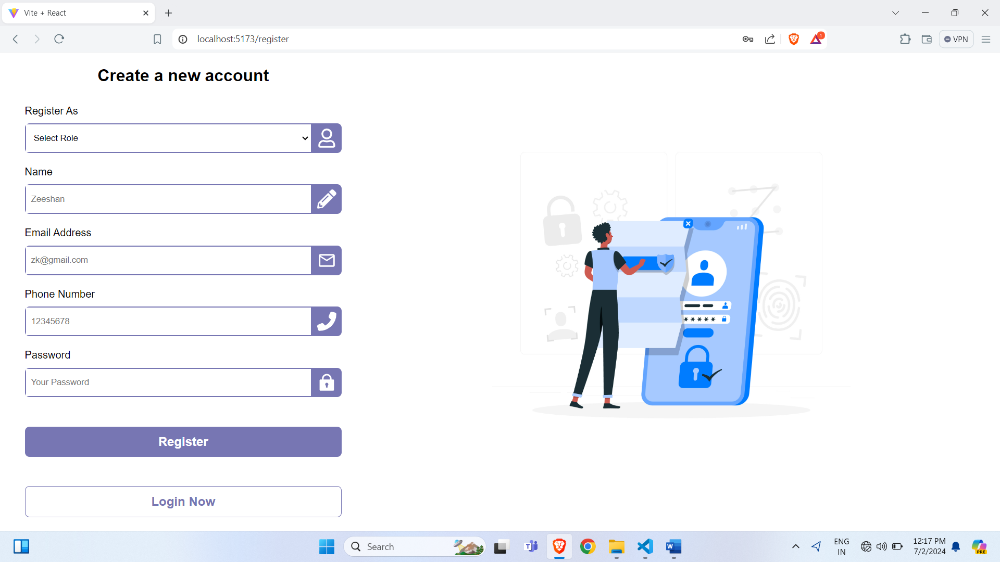 Vite + React
localhost:5173/register
1
VPN
Create a new account
Register As
Select Role
Name
Zeeshan
Email Address
zk@gmail.com
Phone Number
12345678
Password
Your Password
* * * * *
Register
Login Now
Search
ENG
IN
12:17 PM
7/2/2024
PRE